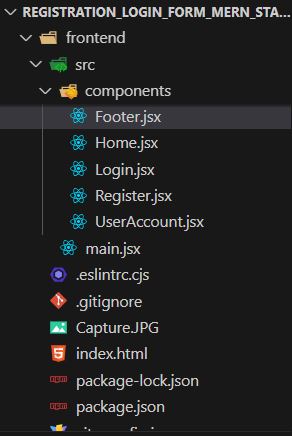 REGISTRATION_LOGIN_FORM_MERN_STA...
frontend
src
components
Footer.jsx
Home.jsx
Login.jsx
Register.jsx
UserAccount.jsx
main.jsx
.eslintrc.cjs
.gitignore
Capture.JPG
index.html
package-lock.json
package.json